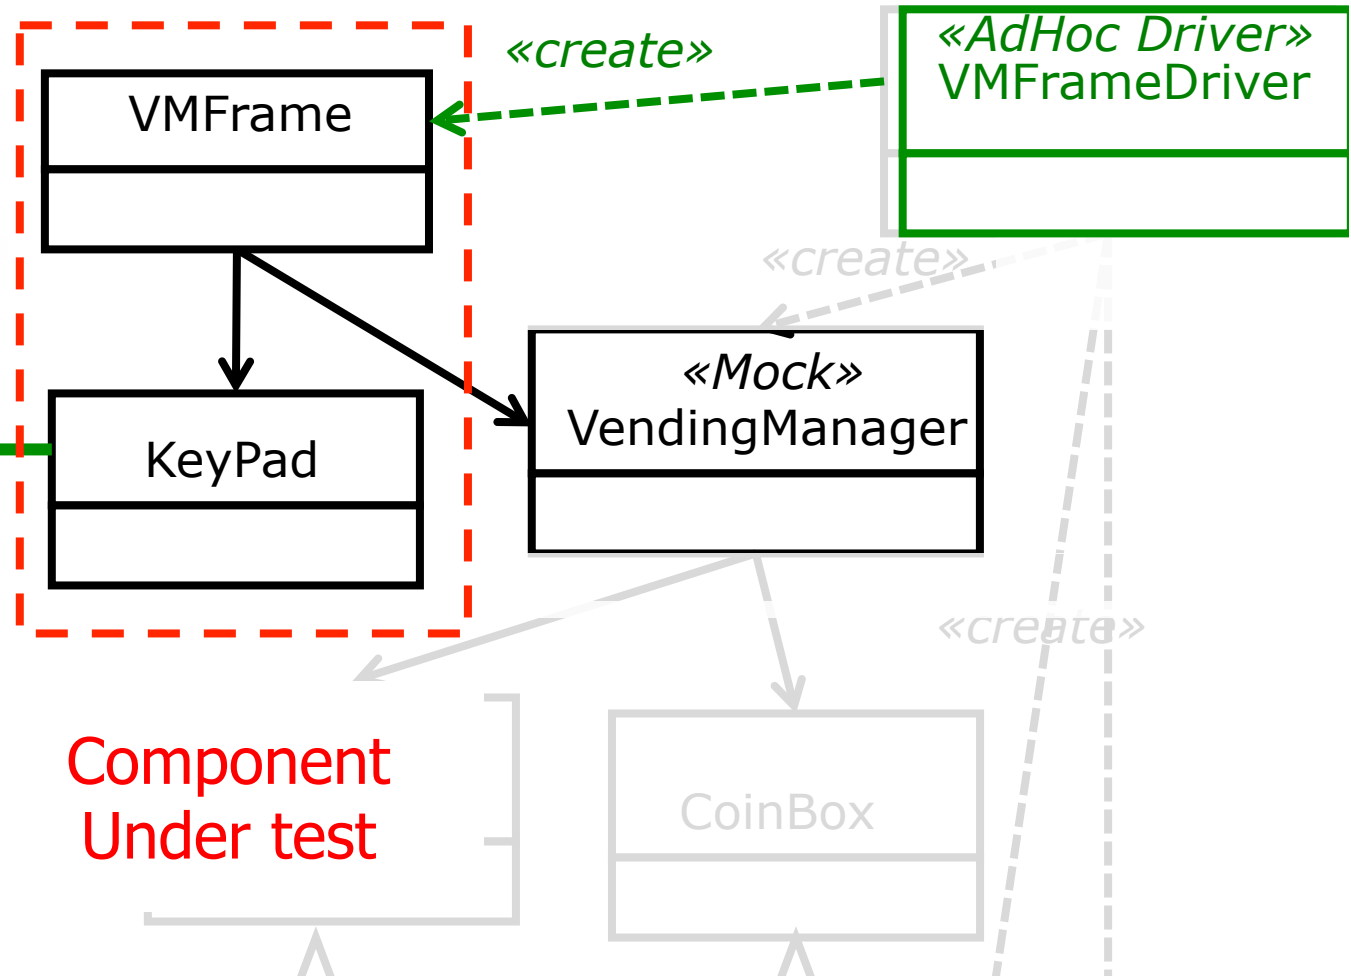 «create»
«AdHoc Driver»
VMFrameDriver
VMFrame
«create»
«Mock»
VendingManager
KeyPad
«create»
Component
Under test
CoinBox